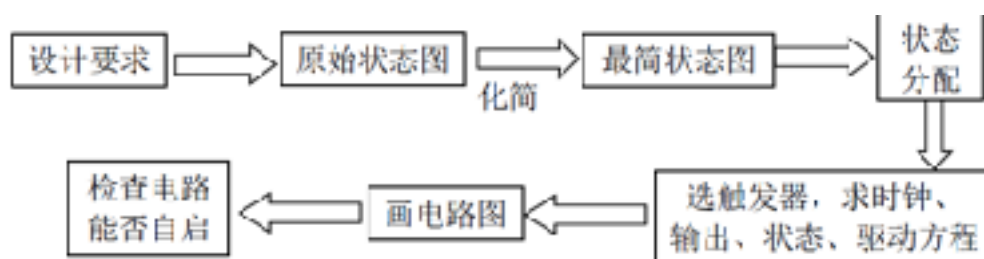 设计要求
原始状态图
化简
最简状态图
状态
分配
选触发器，求时钟、
输出、状态、驱动方程
画电路图
检查电路
能否自启